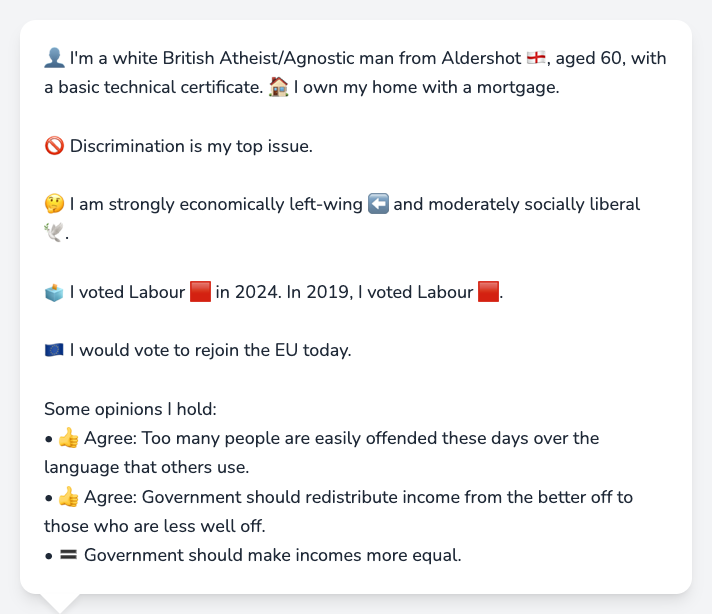 👤 I'm a white British Atheist/Agnostic man from Aldershot 🏴󠁧󠁢󠁥󠁮󠁧󠁿, aged 60, with
a basic technical certificate. 🏠 I own my home with a mortgage.
🚫 Discrimination is my top issue.
🤔 I am strongly economically left-wing ⬅️ and moderately socially liberal
🕊️.
🗳️ I voted Labour 🟥 in 2024. In 2019, I voted Labour 🟥.
🇪🇺 I would vote to rejoin the EU today.
Some opinions I hold:
• 👍 Agree: Too many people are easily offended these days over the
language that others use.
• 👍 Agree: Government should redistribute income from the better off to
those who are less well off.
• 🟰 Government should make incomes more equal.